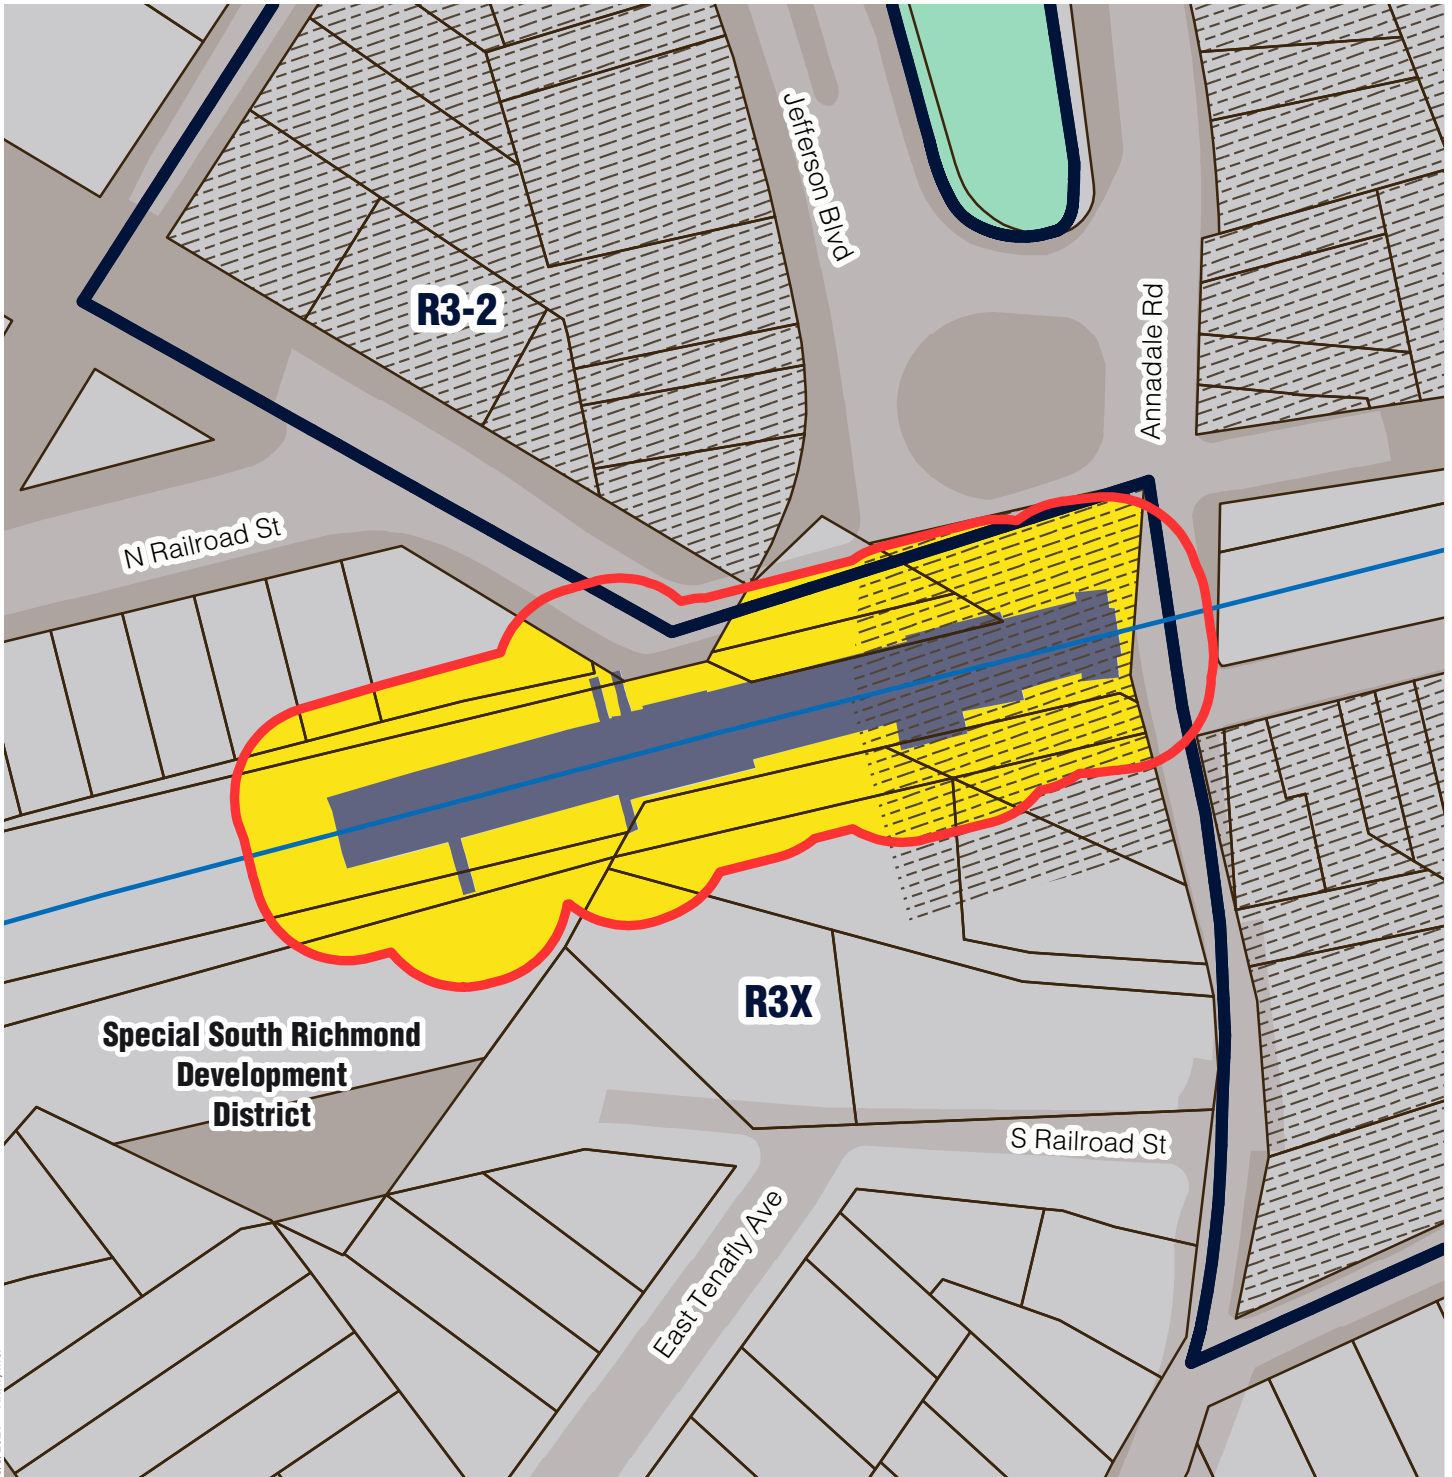 Jefferson Blvd
R3-2
Annadale Rd
N Railroad St
R3X
Special South Richmond
Development
District
S Railroad St
East Tenafly Ave